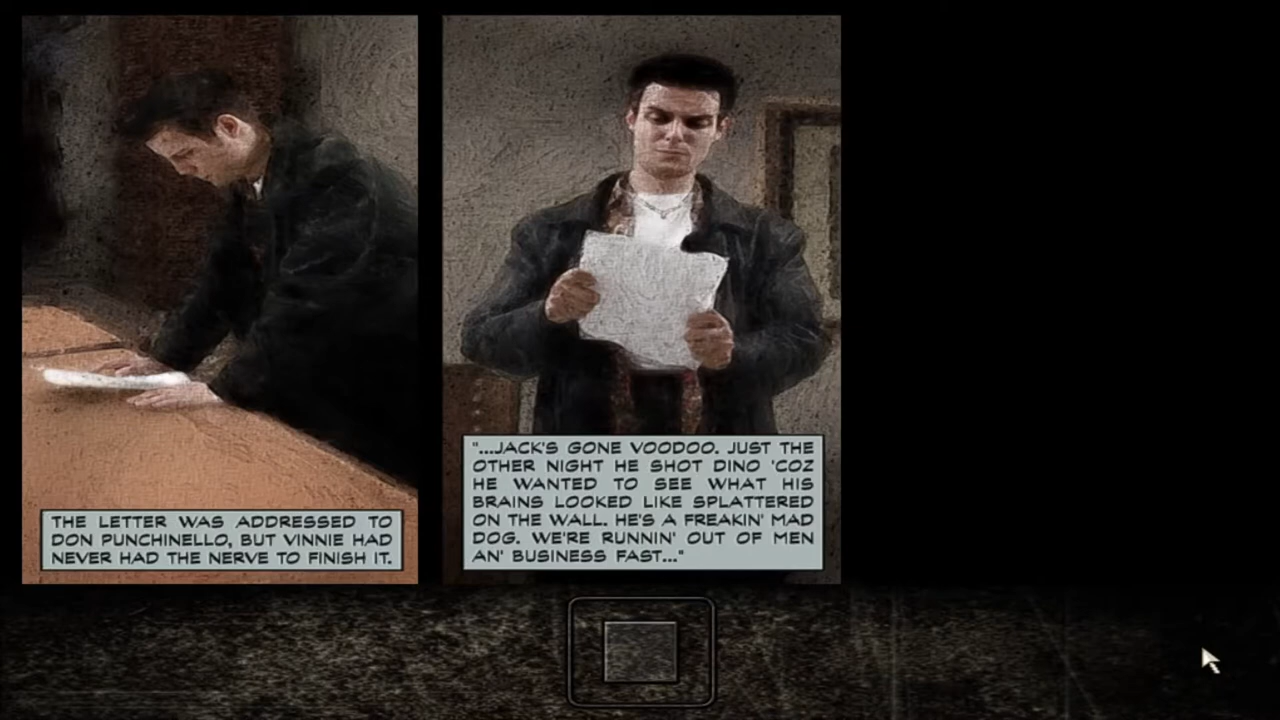 THE LETTER WAS ADDRESSED TO
DON PUNCHINELLO, BUT VINNIE HAD
NEVER HAD THE NERVE TO FINISH IT.
"...JACK'S GONE VOODOO. JUST THE
OTHER NIGHT HE SHOT DINO 'COZ
HE WANTED TO SEE WHAT HIS
BRAINS LOOKED LIKE SPLATTERED
ON THE WALL. HE'S A FREAKIN' MAD
DOG. WE'RE RUNNIN' OUT OF MEN
AN' BUSINESS FAST..."